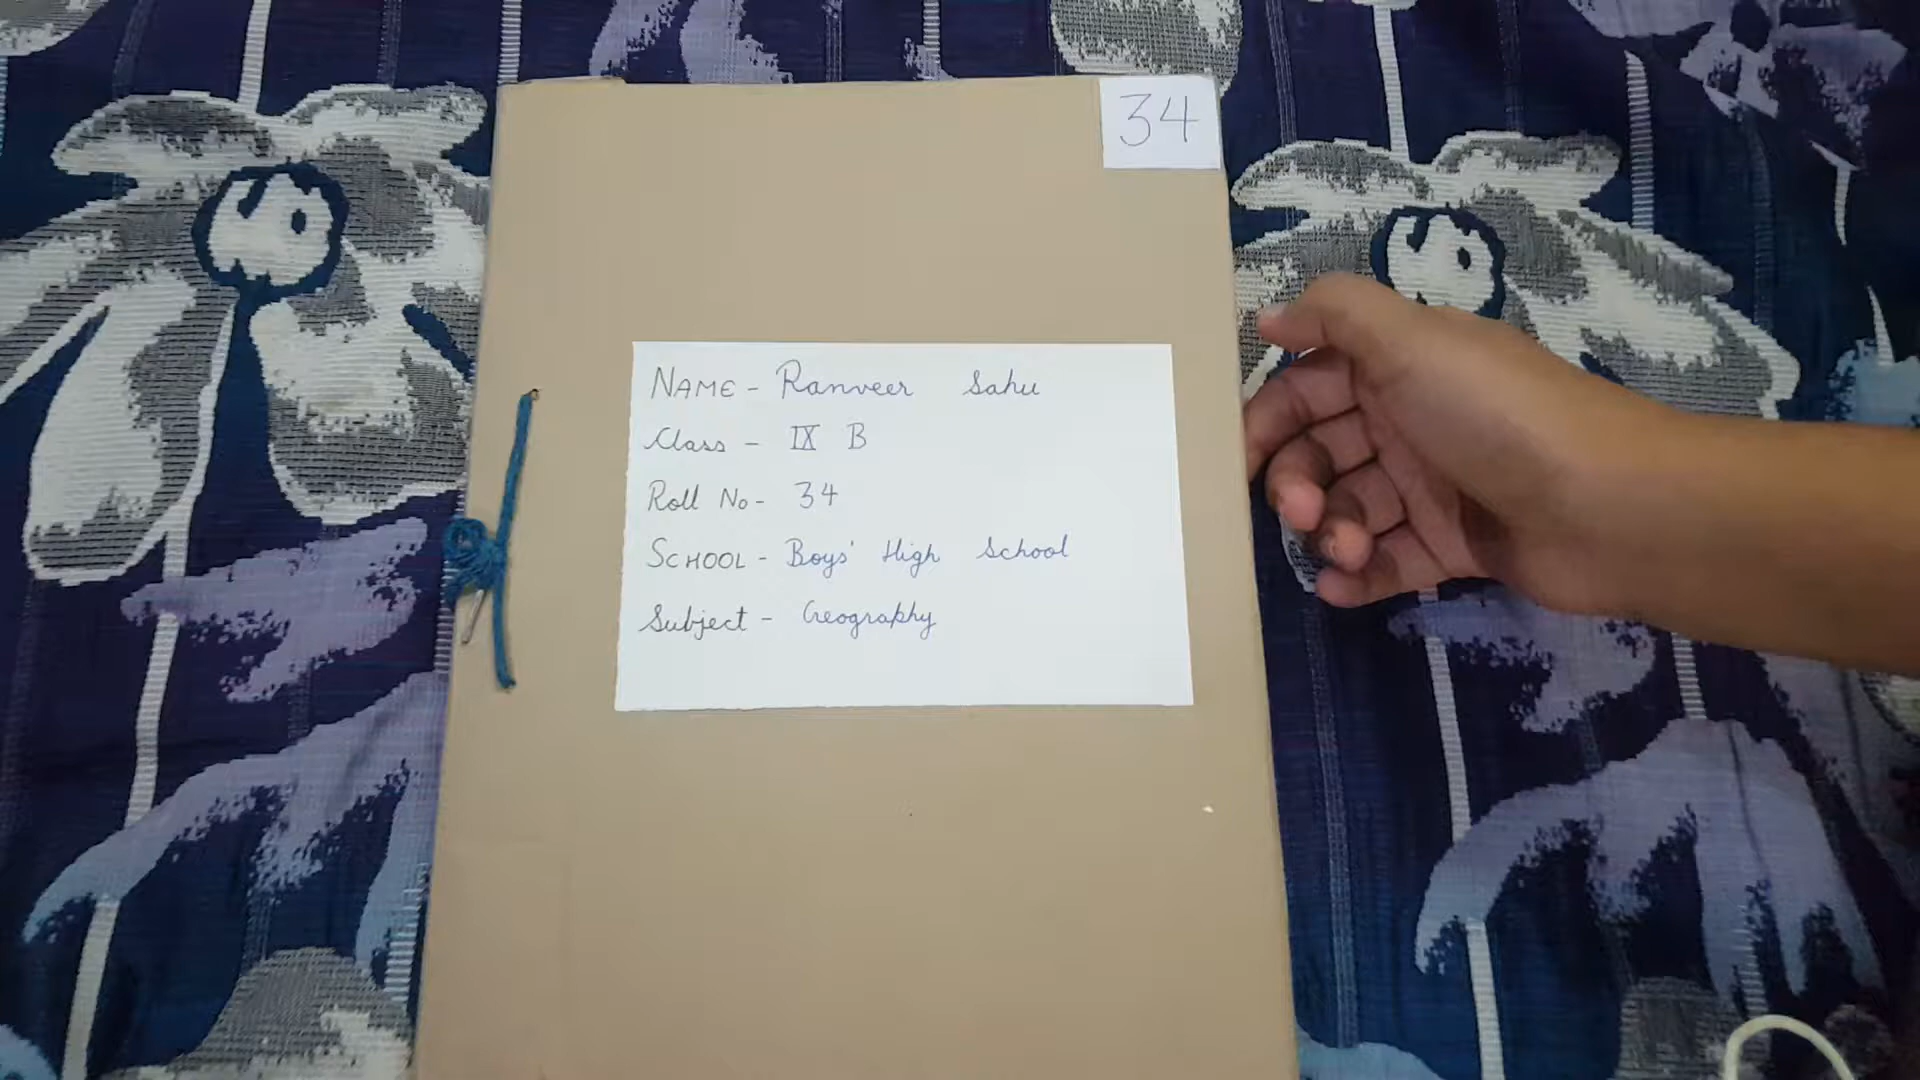 34
NAME - Ranveer Sahu
Class - IX B
Roll No - 34
SCHOOL - Boys' High School
Subject - Geography